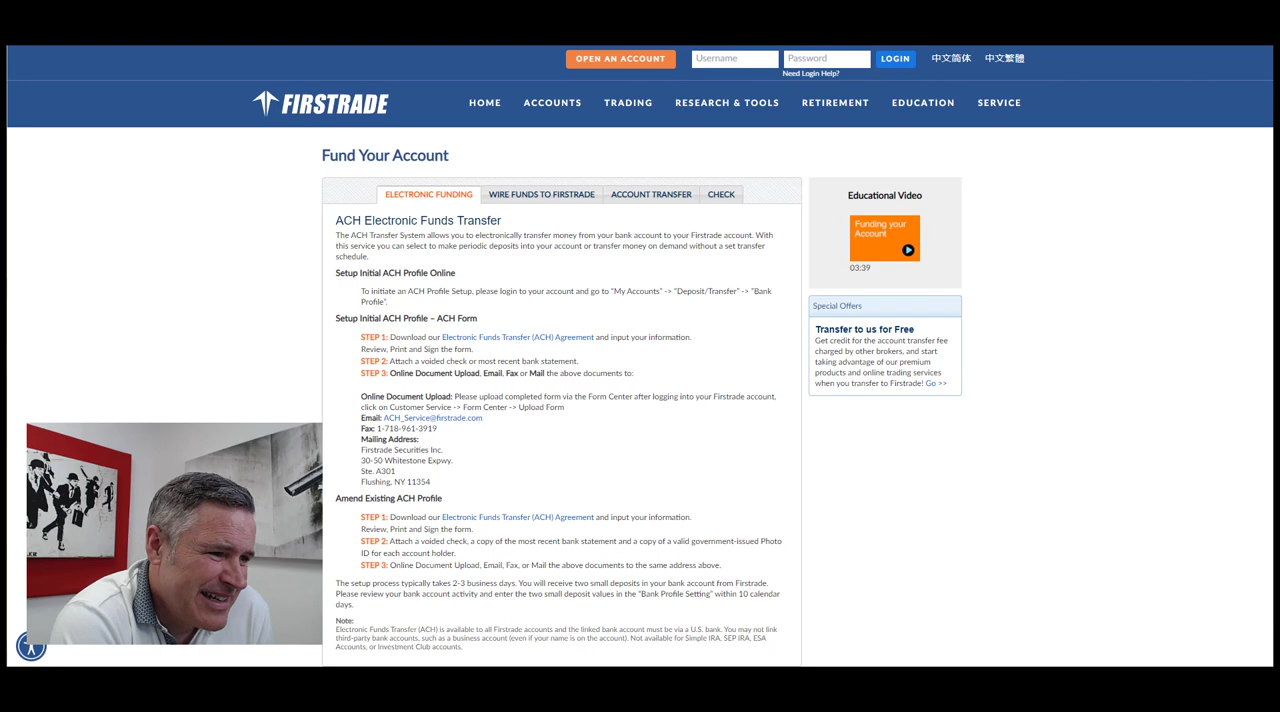 OPEN AN ACCOUNT
Username
Password
LOGIN
中文简体
中文繁體
Need Login Help?
FIRSTRADE
HOME
ACCOUNTS
TRADING
RESEARCH & TOOLS
RETIREMENT
EDUCATION
SERVICE
Fund Your Account
ELECTRONIC FUNDING
WIRE FUNDS TO FIRSTRADE
ACCOUNT TRANSFER
CHECK
ACH Electronic Funds Transfer
The ACH Transfer System allows you to electronically transfer money from your bank account to your Firstrade account. With
this service you can select to make periodic deposits into your account or transfer money on demand without a set transfer
schedule.
Setup Initial ACH Profile Online
To initiate an ACH Profile Setup, please login to your account and go to "My Accounts" -> "Deposit/Transfer" -> "Bank
Profile".
Setup Initial ACH Profile – ACH Form
STEP 1: Download our Electronic Funds Transfer (ACH) Agreement and input your information.
Review, Print and Sign the form.
STEP 2: Attach a voided check or most recent bank statement.
STEP 3: Online Document Upload, Email, Fax or Mail the above documents to:
Online Document Upload: Please upload completed form via the Form Center after logging into your Firstrade account,
click on Customer Service -> Form Center -> Upload Form
Email: ACH_Service@firstrade.com
Fax: 1-718-961-3919
Mailing Address:
Firstrade Securities Inc.
30-50 Whitestone Expwy.
Ste. A301
Flushing, NY 11354
Amend Existing ACH Profile
STEP 1: Download our Electronic Funds Transfer (ACH) Agreement and input your information.
Review, Print and Sign the form.
STEP 2: Attach a voided check, a copy of the most recent bank statement and a copy of a valid government-issued Photo
ID for each account holder.
STEP 3: Online Document Upload, Email, Fax, or Mail the above documents to the same address above.
The setup process typically takes 2-3 business days. You will receive two small deposits in your bank account from Firstrade.
Please review your bank account activity and enter the two small deposit values in the "Bank Profile Setting" within 10 calendar
days.
Note:
Electronic Funds Transfer (ACH) is available to all Firstrade accounts and the linked bank account must be via a U.S. bank. You may not link
third-party bank accounts, such as a business account (even if your name is on the account). Not available for Simple IRA, SEP IRA, ESA
Accounts, or Investment Club accounts.
Educational Video
Funding your
Account
03:39
Special Offers
Transfer to us for Free
Get credit for the account transfer fee
charged by other brokers, and start
taking advantage of our premium
products and online trading services
when you transfer to Firstrade! Go >>